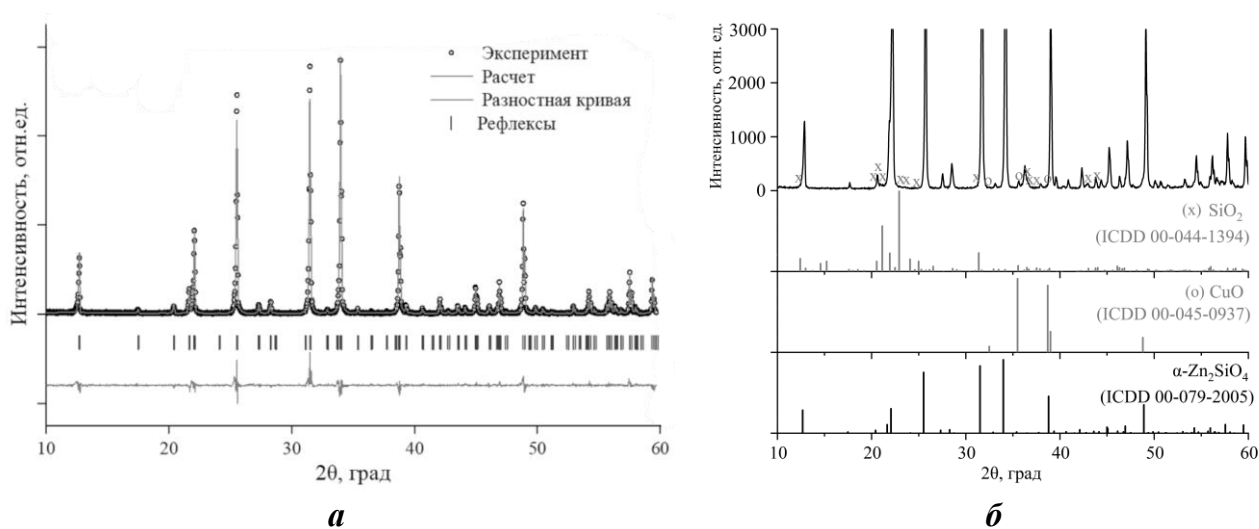 Интенсивность, отн.ед.
Эксперимент
Расчет
Разностная кривая
Рефлексы
10 20 30 40 50 60
2θ, град
а
Интенсивность, отн. ед.
3000
2000
1000
0
(x) SiO₂
(ICDD 00-044-1394)
(o) CuO
(ICDD 00-045-0937)
α-Zn₂SiO₄
(ICDD 00-079-2005)
10 20 30 40 50 60
2θ, град
б